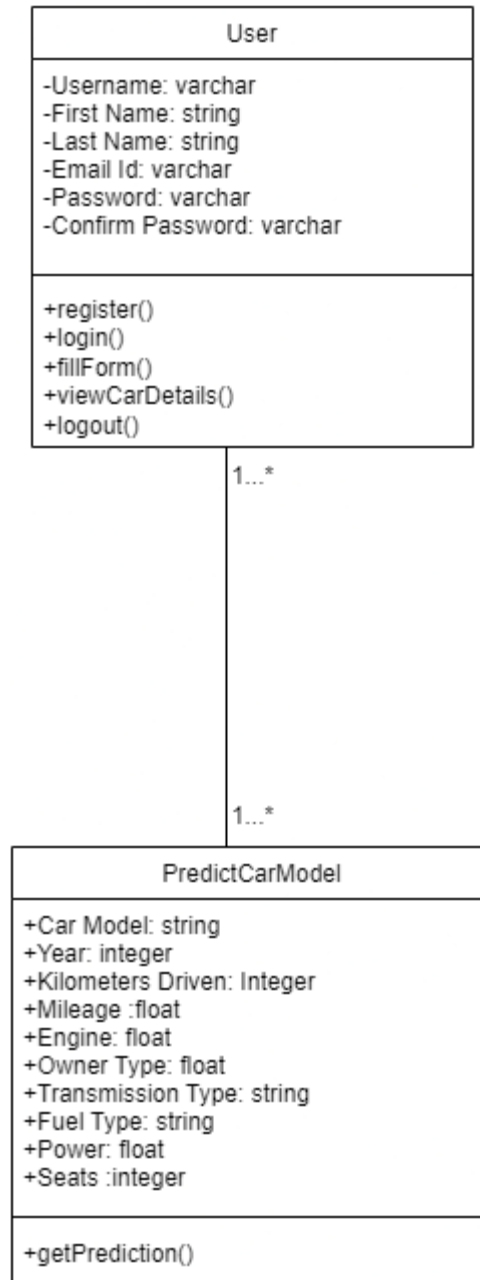 User
-Username: varchar
-First Name: string
-Last Name: string
-Email Id: varchar
-Password: varchar
-Confirm Password: varchar
+register()
+login()
+fillForm()
+viewCarDetails()
+logout()
1...*
1...*
PredictCarModel
+Car Model: string
+Year: integer
+Kilometers Driven: Integer
+Mileage :float
+Engine: float
+Owner Type: float
+Transmission Type: string
+Fuel Type: string
+Power: float
+Seats :integer
+getPrediction()